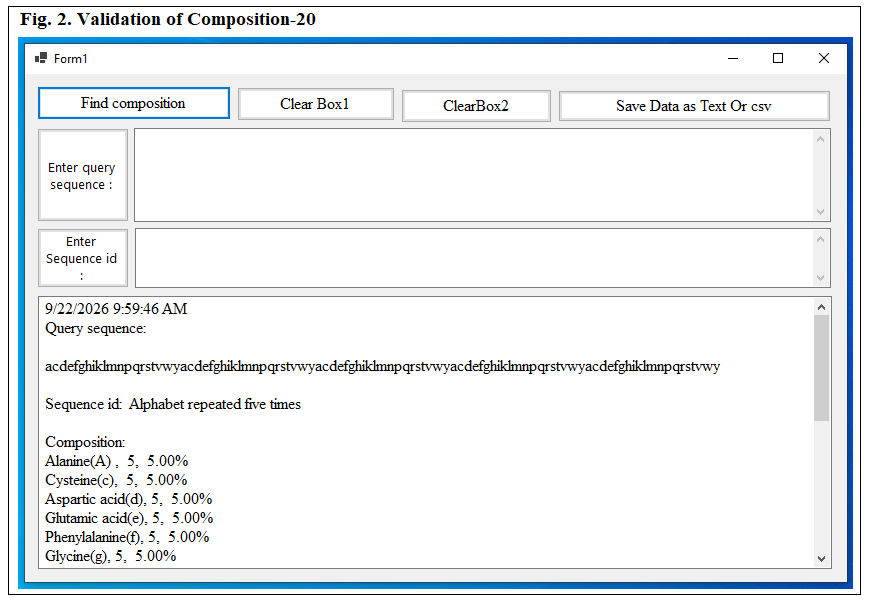 Fig. 2. Validation of Composition-20
Form1
Find composition
Clear Box1
ClearBox2
Save Data as Text Or csv
Enter query
sequence :
Enter
Sequence id
:
9/22/2026 9:59:46 AM
Query sequence:
acdefghiklmnpqrstvwyacdefghiklmnpqrstvwyacdefghiklmnpqrstvwyacdefghiklmnpqrstvwyacdefghiklmnpqrstvwy
Sequence id:  Alphabet repeated five times
Composition:
Alanine(A) ,  5,  5.00%
Cysteine(c),  5,  5.00%
Aspartic acid(d), 5,  5.00%
Glutamic acid(e), 5,  5.00%
Phenylalanine(f), 5,  5.00%
Glycine(g), 5,  5.00%